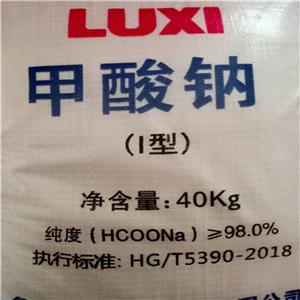 LUXI
甲酸钠
(I型)
净含量: 40Kg
纯度(HCOONa)≥98.0%
执行标准: HG/T5390-2018